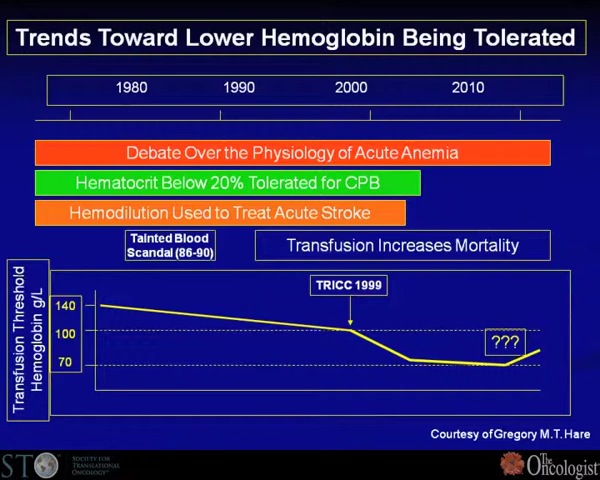 Trends Toward Lower Hemoglobin Being Tolerated
1980 1990 2000 2010
Debate Over the Physiology of Acute Anemia
Hematocrit Below 20% Tolerated for CPB
Hemodilution Used to Treat Acute Stroke
Tainted Blood
Scandal (86-90)
Transfusion Increases Mortality
Transfusion Threshold
Hemoglobin g/L
140
100
70
TRICC 1999
???
Courtesy of Gregory M.T. Hare
STO
SOCIETY FOR
TRANSLATIONAL
ONCOLOGY
The
Oncologist